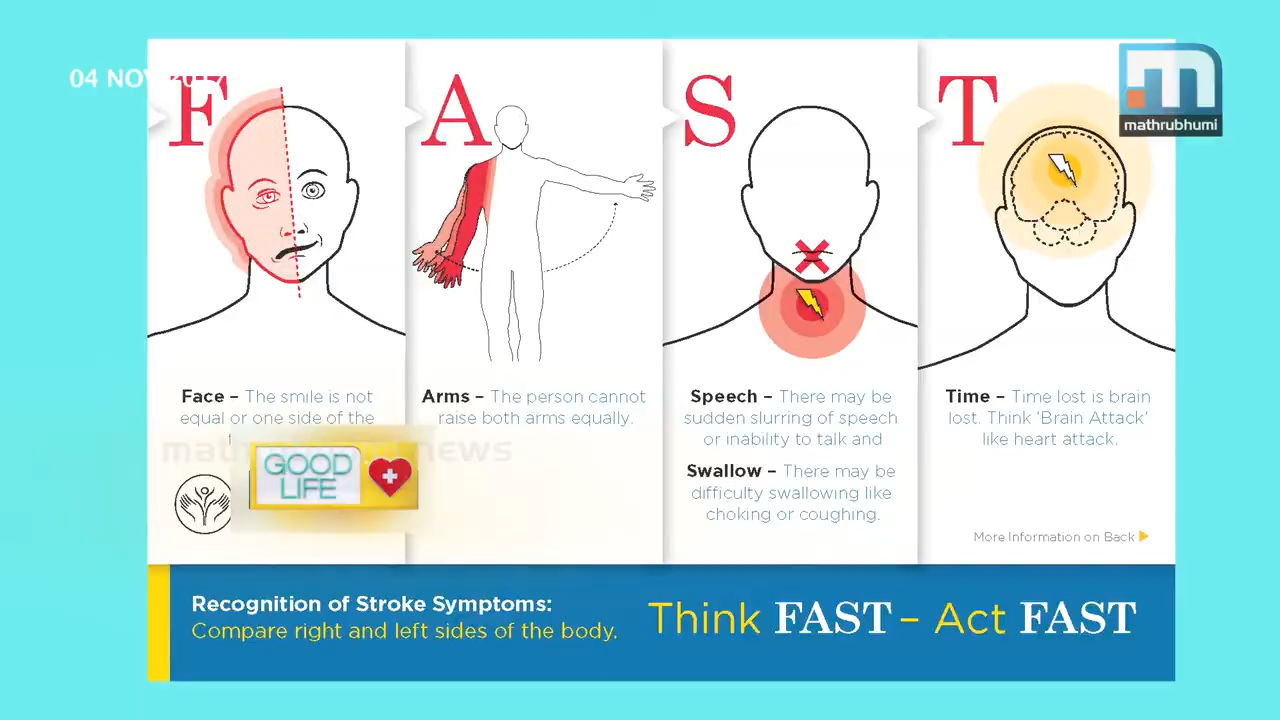 04 NOV 2017
mathrubhumi
F
A
S
T
Face – The smile is not
equal or one side of the
Arms – The person cannot
raise both arms equally.
Speech – There may be
sudden slurring of speech
or inability to talk and
Swallow – There may be
difficulty swallowing like
choking or coughing.
Time – Time lost is brain
lost. Think ‘Brain Attack’
like heart attack.
More Information on Back
news
GOOD
LIFE
Recognition of Stroke Symptoms:
Compare right and left sides of the body.
Think FAST – Act FAST